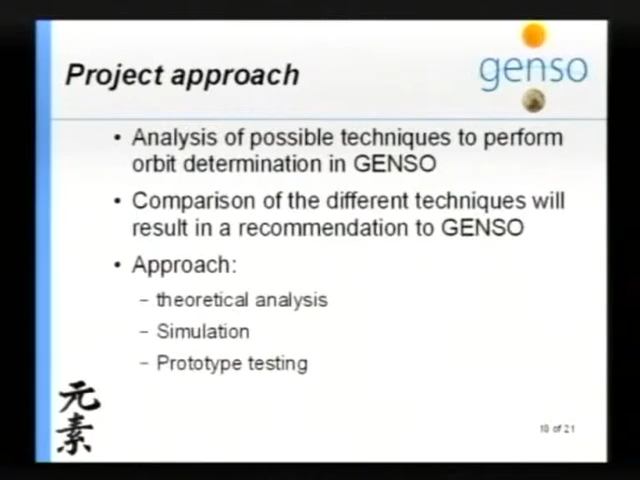 Project approach
genso
• Analysis of possible techniques to perform
orbit determination in GENSO
• Comparison of the different techniques will
result in a recommendation to GENSO
• Approach:
– theoretical analysis
– Simulation
– Prototype testing
元
素
10 of 21